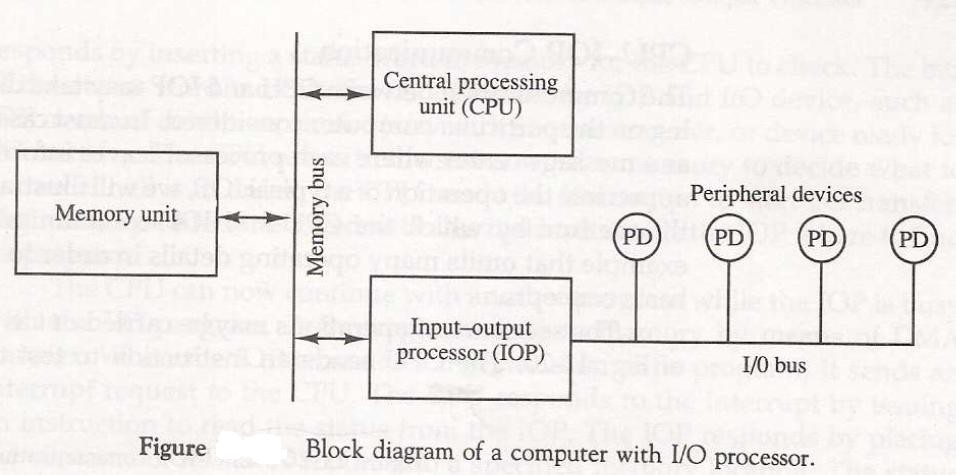 Central processing
unit (CPU)
Memory unit
Memory bus
Peripheral devices
PD PD PD PD
Input–output
processor (IOP)
I/0 bus
Figure Block diagram of a computer with I/O processor.